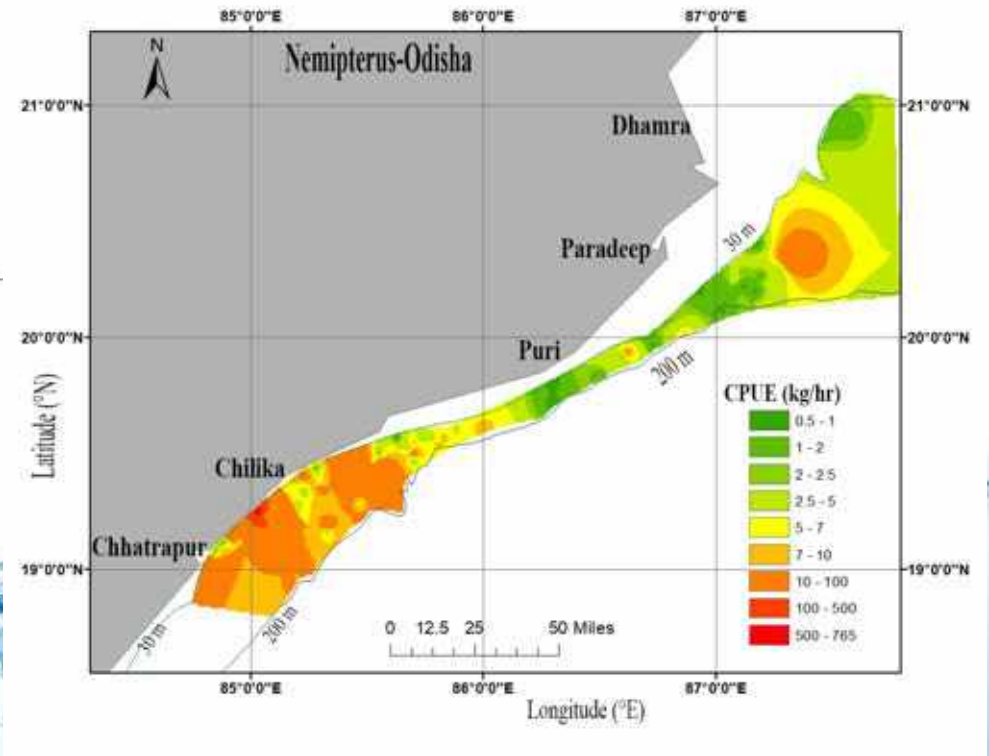 85°0'0"E 86°0'0"E 87°0'0"E
N
Nemipterus-Odisha
21°0'0"N 21°0'0"N
Dhamra
30 m
Paradeep
20°0'0"N 20°0'0"N
Puri
200 m
CPUE (kg/hr)
0.5 - 1
1 - 2
2 - 2.5
2.5 - 5
5 - 7
7 - 10
10 - 100
100 - 500
500 - 765
Latitude (°N)
Chilika
Chhatrapur
19°0'0"N 19°0'0"N
30 m
200 m
0 12.5 25 50 Miles
85°0'0"E 86°0'0"E 87°0'0"E
Longitude (°E)